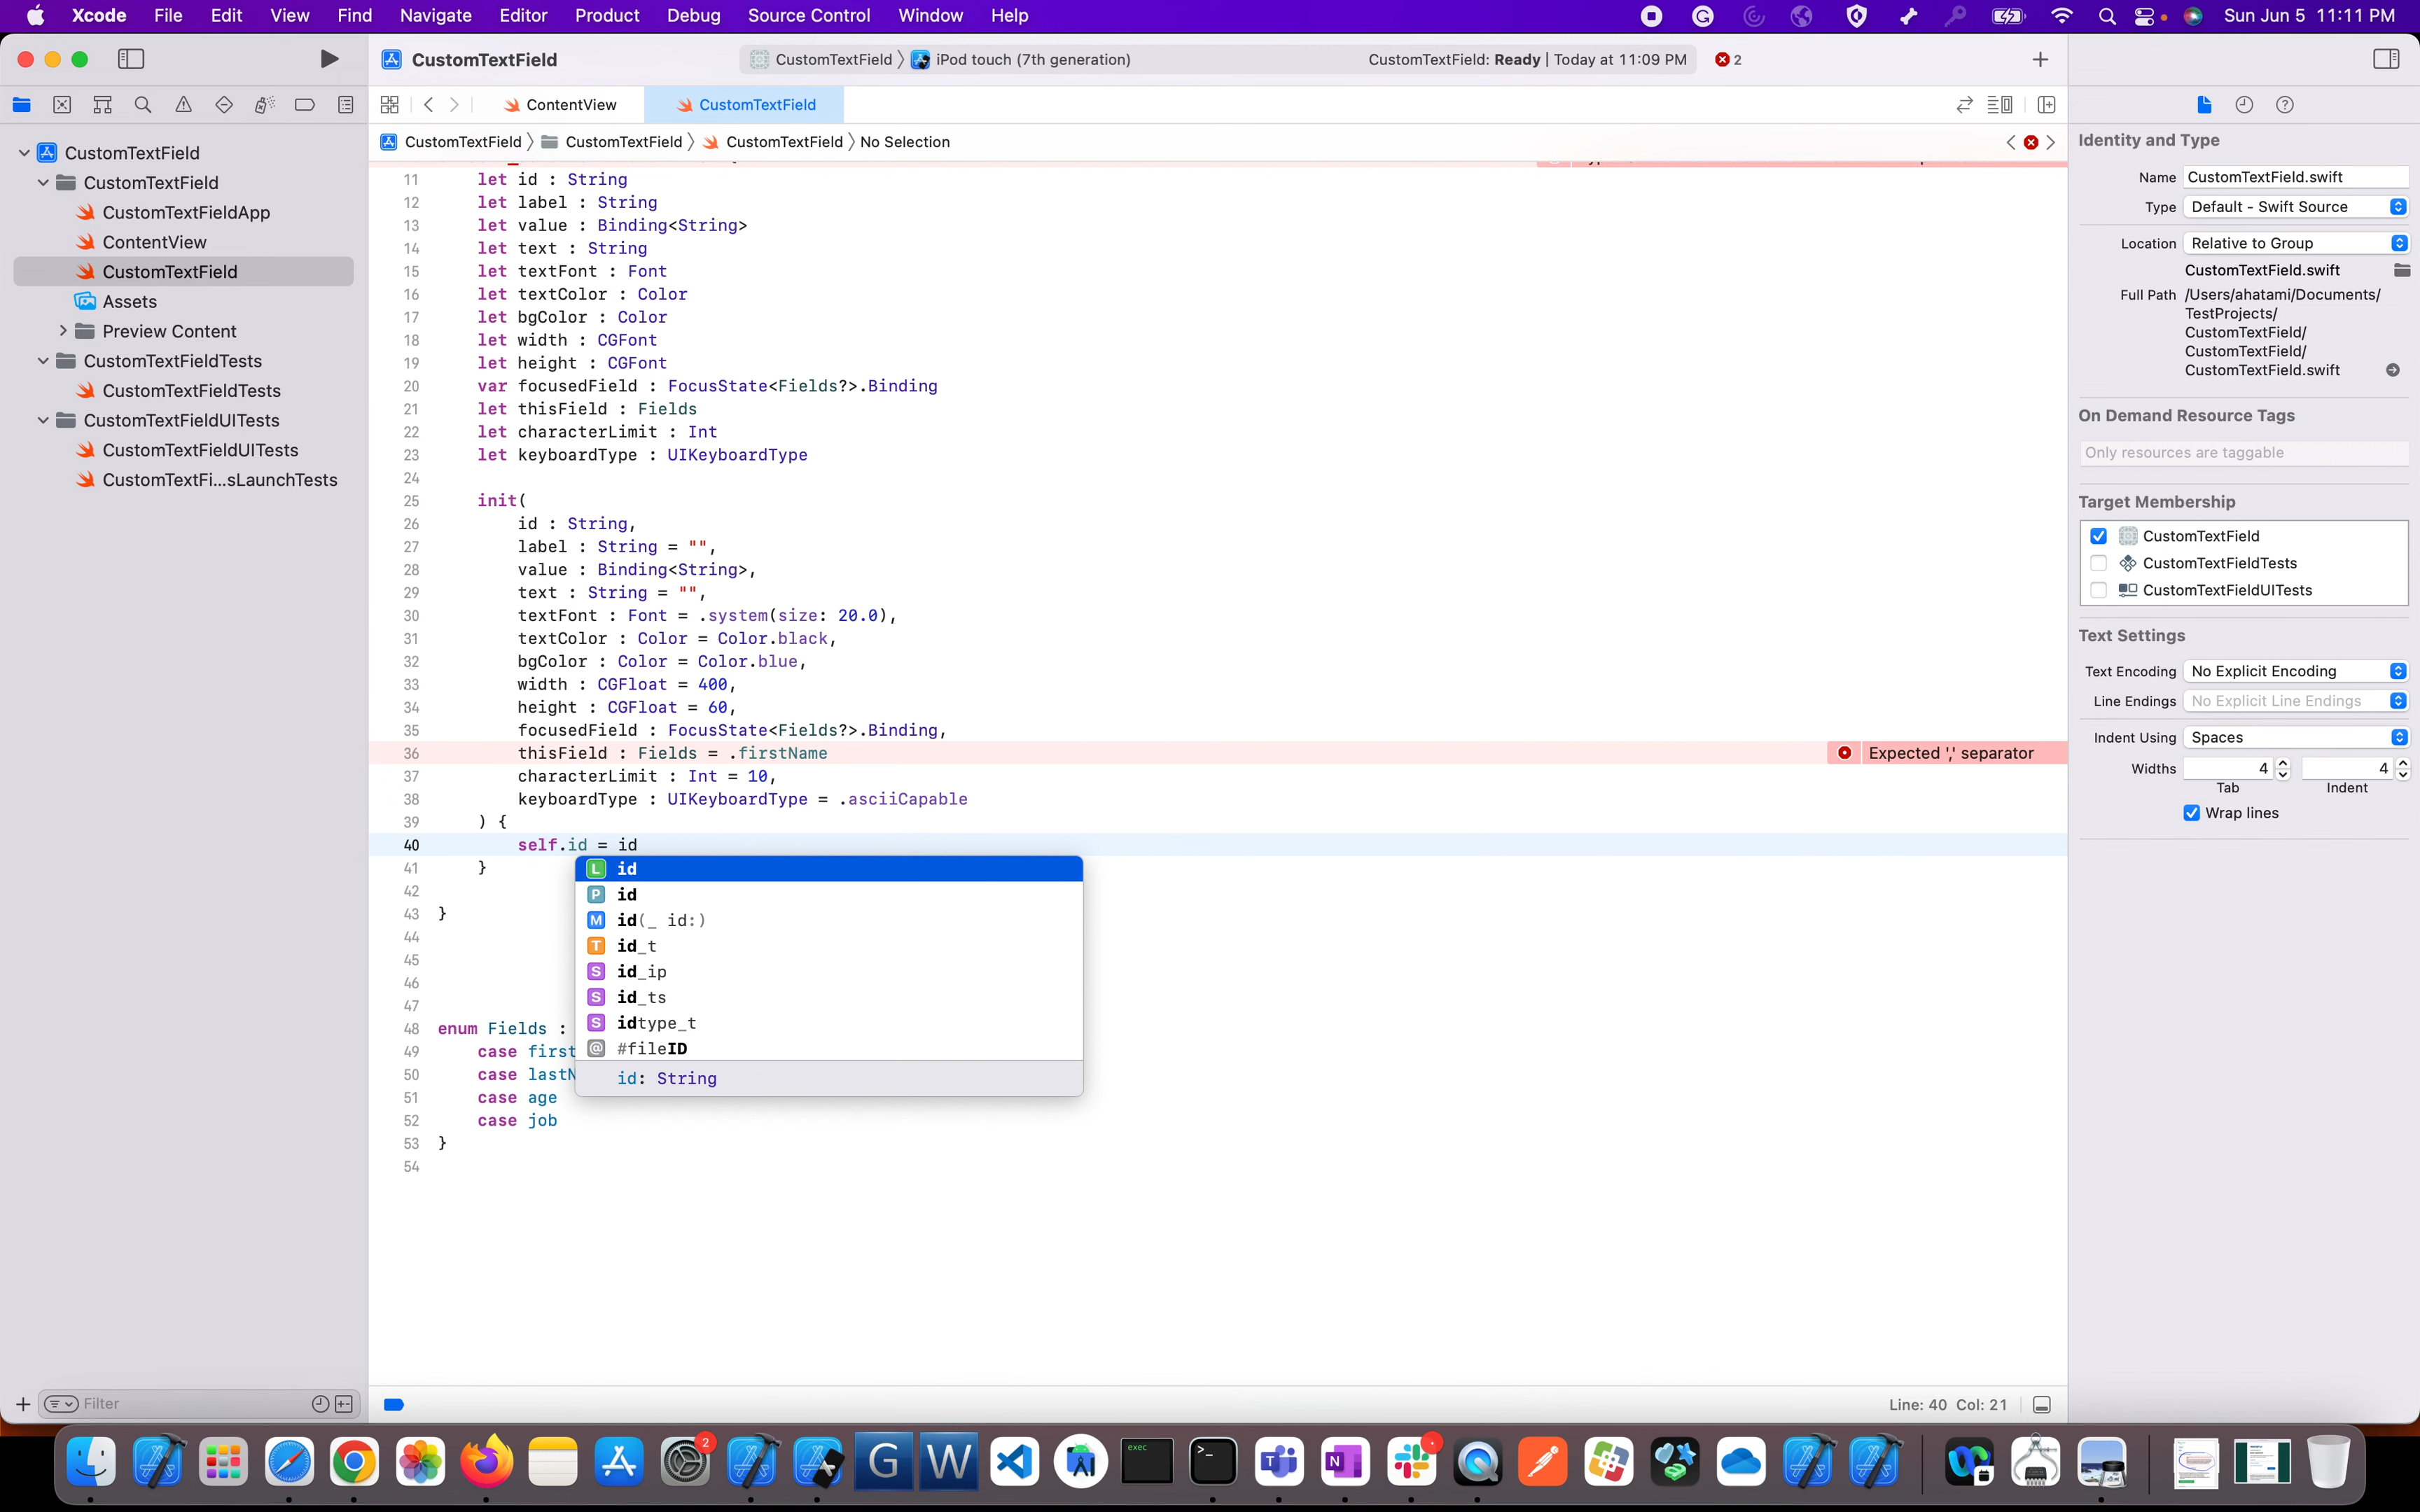 Xcode File Edit View Find Navigate Editor Product Debug Source Control Window Help Sun Jun 5 11:11 PM
CustomTextField CustomTextField iPod touch (7th generation) CustomTextField: Ready | Today at 11:09 PM 2
ContentView CustomTextField
CustomTextField CustomTextField CustomTextField No Selection
CustomTextField
CustomTextField
CustomTextFieldApp
ContentView
CustomTextField
Assets
Preview Content
CustomTextFieldTests
CustomTextFieldTests
CustomTextFieldUITests
CustomTextFieldUITests
CustomTextFi...sLaunchTests
Filter
11 let id : String
12 let label : String
13 let value : Binding<String>
14 let text : String
15 let textFont : Font
16 let textColor : Color
17 let bgColor : Color
18 let width : CGFont
19 let height : CGFont
20 var focusedField : FocusState<Fields?>.Binding
21 let thisField : Fields
22 let characterLimit : Int
23 let keyboardType : UIKeyboardType
24
25 init(
26 id : String,
27 label : String = "",
28 value : Binding<String>,
29 text : String = "",
30 textFont : Font = .system(size: 20.0),
31 textColor : Color = Color.black,
32 bgColor : Color = Color.blue,
33 width : CGFloat = 400,
34 height : CGFloat = 60,
35 focusedField : FocusState<Fields?>.Binding,
36 thisField : Fields = .firstName Expected ',' separator
37 characterLimit : Int = 10,
38 keyboardType : UIKeyboardType = .asciiCapable
39 ) {
40 self.id = id
41 }
42
43 }
44
45
46
47
48 enum Fields :
49 case first
50 case lastN
51 case age
52 case job
53 }
54
L id
P id
M id(_ id:)
T id_t
S id_ip
S id_ts
S idtype_t
@ #fileID
id: String
Line: 40 Col: 21
Identity and Type
Name CustomTextField.swift
Type Default - Swift Source
Location Relative to Group
CustomTextField.swift
Full Path /Users/ahatami/Documents/
TestProjects/
CustomTextField/
CustomTextField/
CustomTextField.swift
On Demand Resource Tags
Only resources are taggable
Target Membership
CustomTextField
CustomTextFieldTests
CustomTextFieldUITests
Text Settings
Text Encoding No Explicit Encoding
Line Endings No Explicit Line Endings
Indent Using Spaces
Widths 4 4
Tab Indent
Wrap lines
2 G W exec >_ N